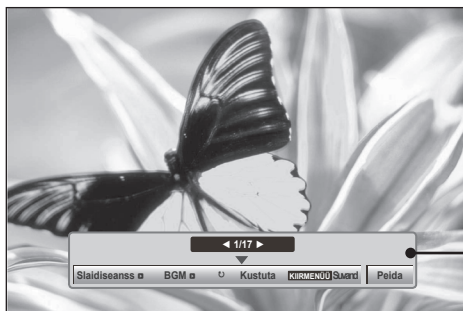 ◀ 1/17 ▶
Slaidiseanss BGM ↻ Kustuta KIIRMENÜÜ Suvand Peida